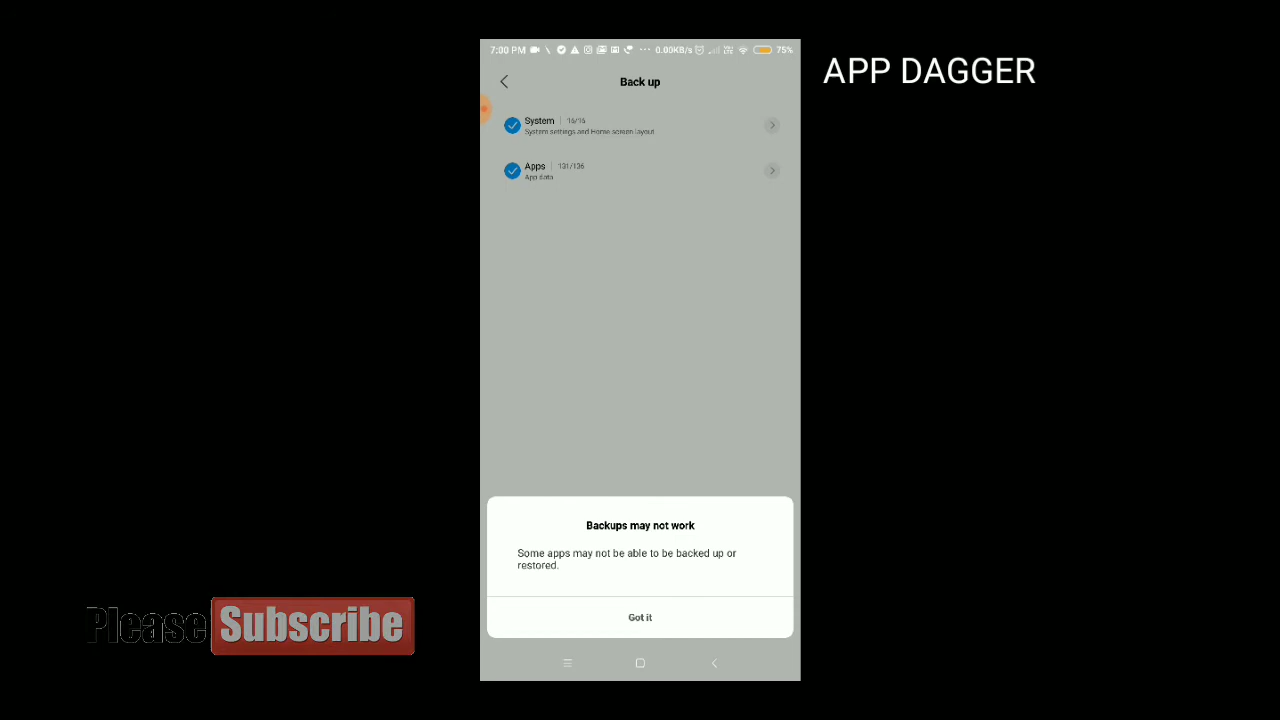 APP DAGGER
7:00 PM ... 0.00KB/s 75%
Back up
System | 16/16
System settings and Home screen layout
Apps | 131/136
App data
Backups may not work
Some apps may not be able to be backed up or
restored.
Got it
Please Subscribe